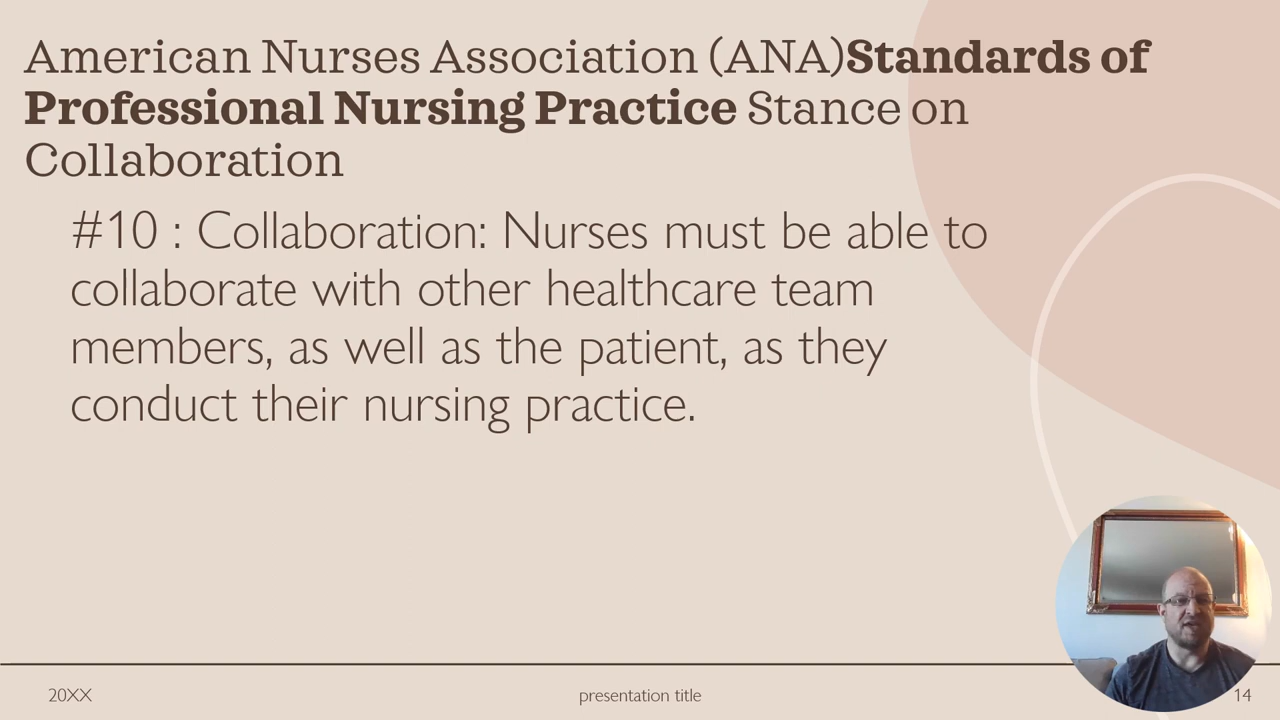 American Nurses Association (ANA)Standards of
Professional Nursing Practice Stance on
Collaboration
#10 : Collaboration: Nurses must be able to
collaborate with other healthcare team
members, as well as the patient, as they
conduct their nursing practice.
20XX
presentation title
14